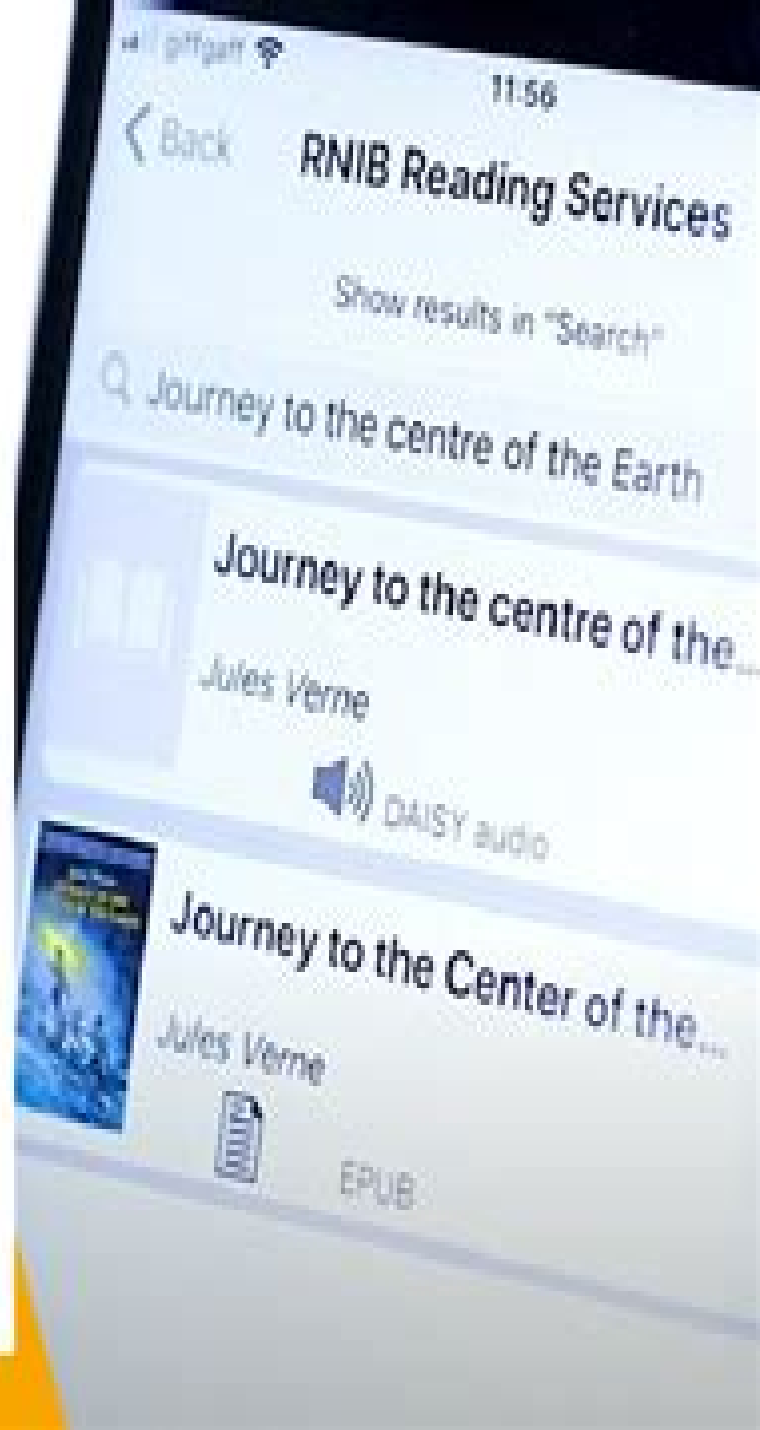 giffgaff
11:56
Back
RNIB Reading Services
Show results in "Search"
Journey to the centre of the Earth
Journey to the centre of the...
Jules Verne
DAISY audio
Journey to the Center of the...
Jules Verne
EPUB